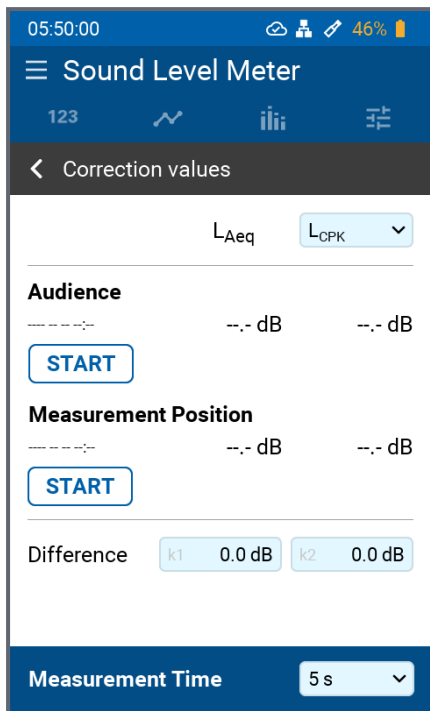 05:50:00 46%
Sound Level Meter
123
Correction values
LAeq LCPK
Audience
---- -- -- --:-- --.- dB --.- dB
START
Measurement Position
---- -- -- --:-- --.- dB --.- dB
START
Difference k1 0.0 dB k2 0.0 dB
Measurement Time 5 s